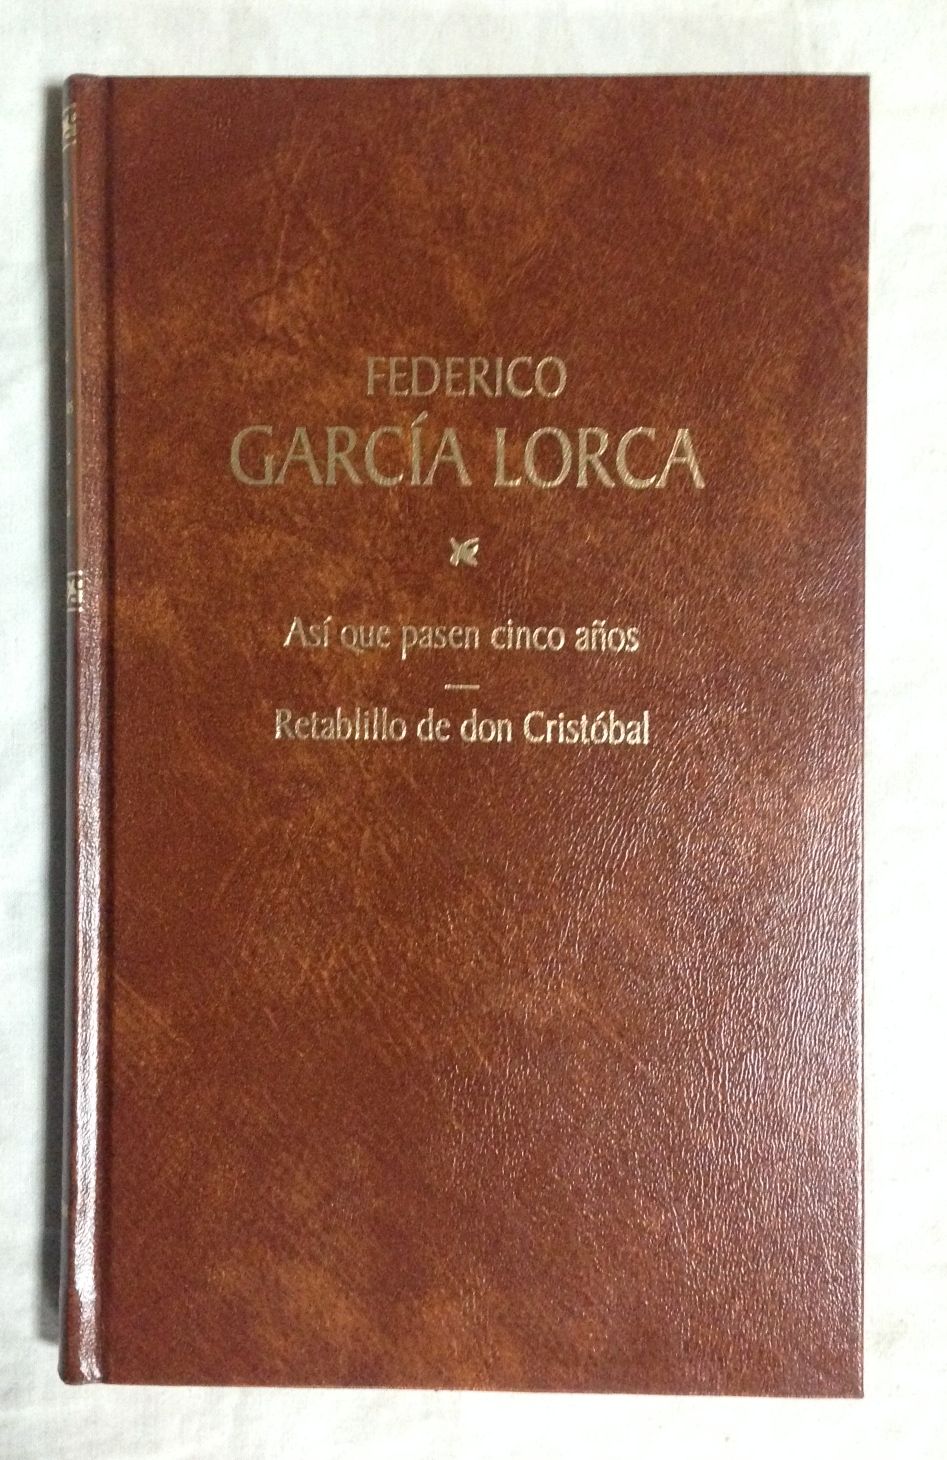 FEDERICO
GARCÍA LORCA
Así que pasen cinco años
Retablillo de don Cristóbal